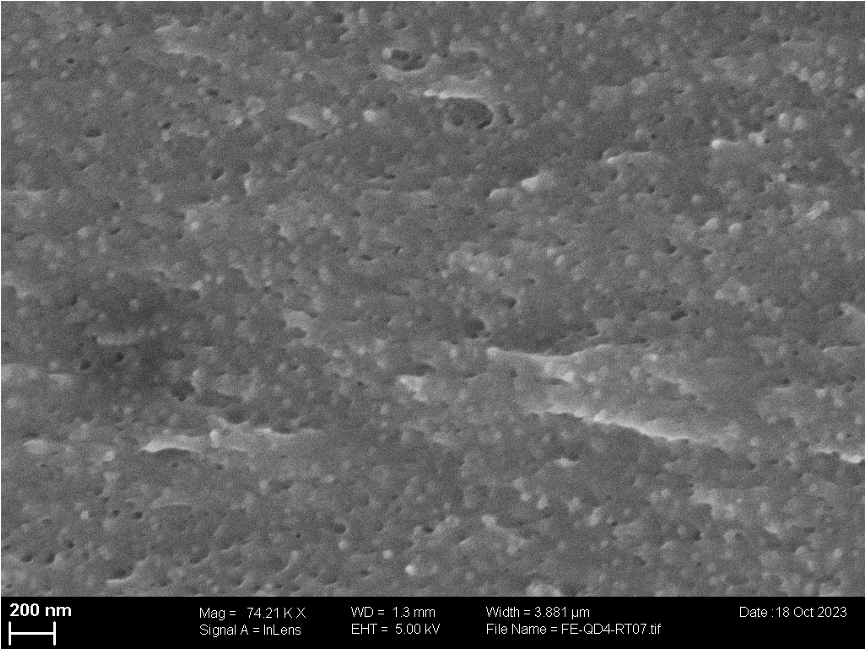 200 nm
Mag = 74.21 K X
Signal A = InLens
WD = 1.3 mm
EHT = 5.00 kV
Width = 3.881 µm
File Name = FE-QD4-RT07.tif
Date :18 Oct 2023